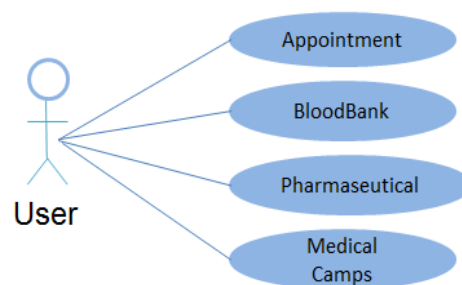 Appointment
BloodBank
Pharmaseutical
User
Medical
Camps